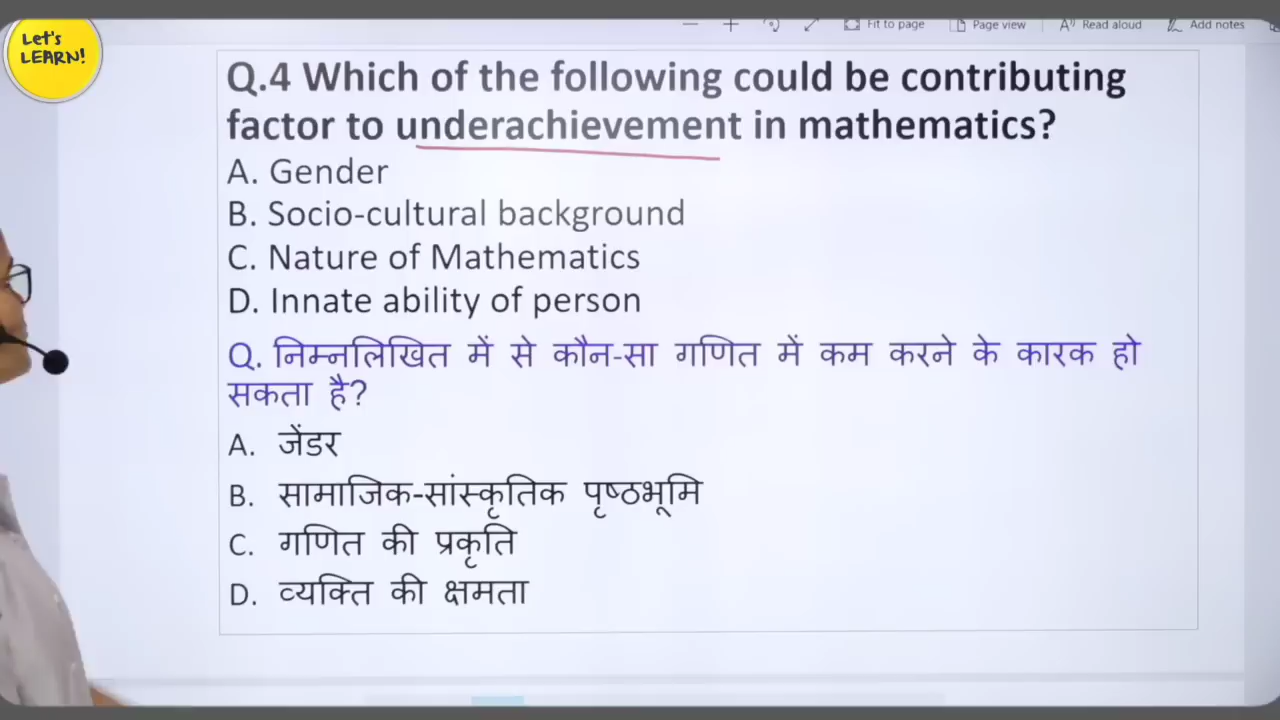 Let's
LEARN!
Fit to page
Page view
Read aloud
Add notes
Q.4 Which of the following could be contributing
factor to underachievement in mathematics?
A. Gender
B. Socio-cultural background
C. Nature of Mathematics
D. Innate ability of person
Q. निम्नलिखित में से कौन-सा गणित में कम करने के कारक हो
सकता है?
A. जेंडर
B. सामाजिक-सांस्कृतिक पृष्ठभूमि
C. गणित की प्रकृति
D. व्यक्ति की क्षमता